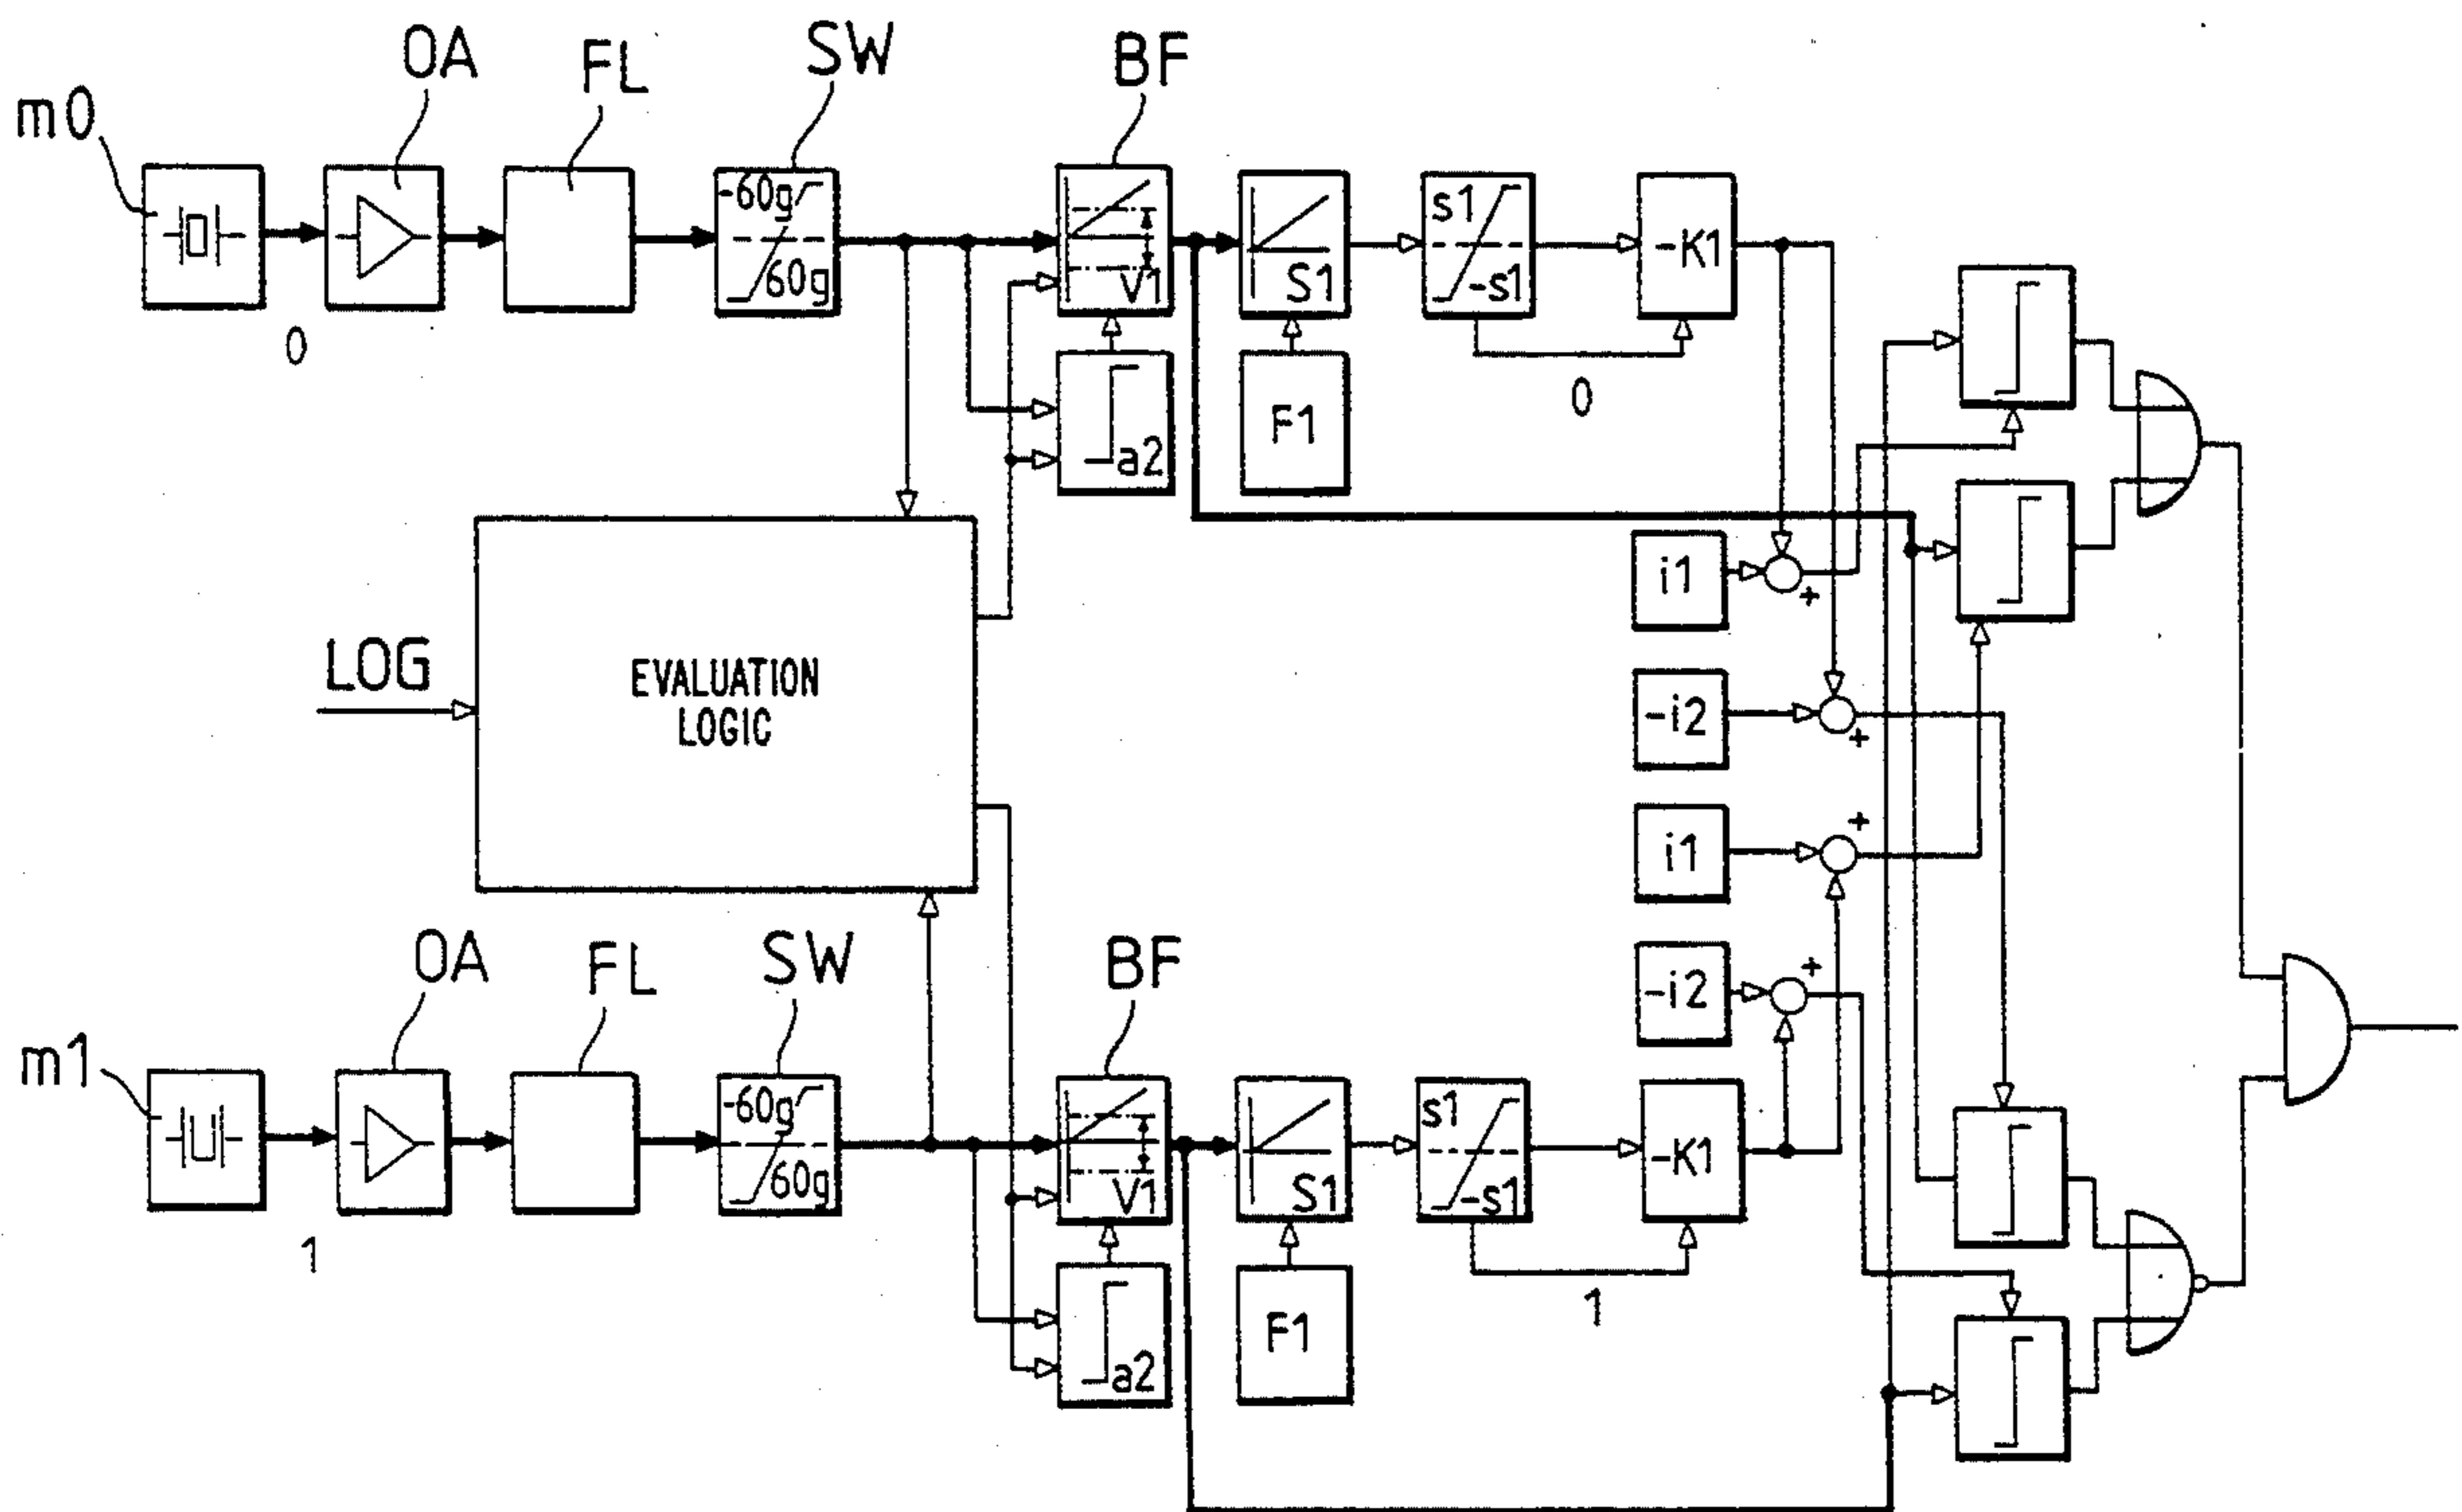 m0
OA
FL
SW
BF
-60g
60g
V1
S1
s1
-s1
-K1
0
a2
F1
0
i1
LOG
EVALUATION
LOGIC
-i2
+
+
i1
+
-i2
+
m1
OA
FL
SW
BF
-60g
60g
V1
S1
s1
-s1
-K1
1
a2
F1
1